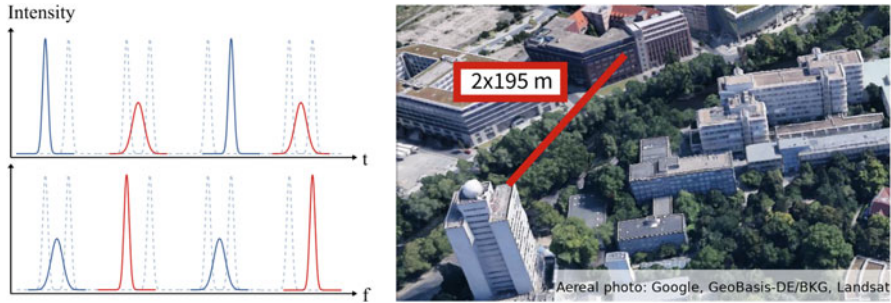 Intensity
t
f
2x195 m
Aereal photo: Google, GeoBasis-DE/BKG, Landsat